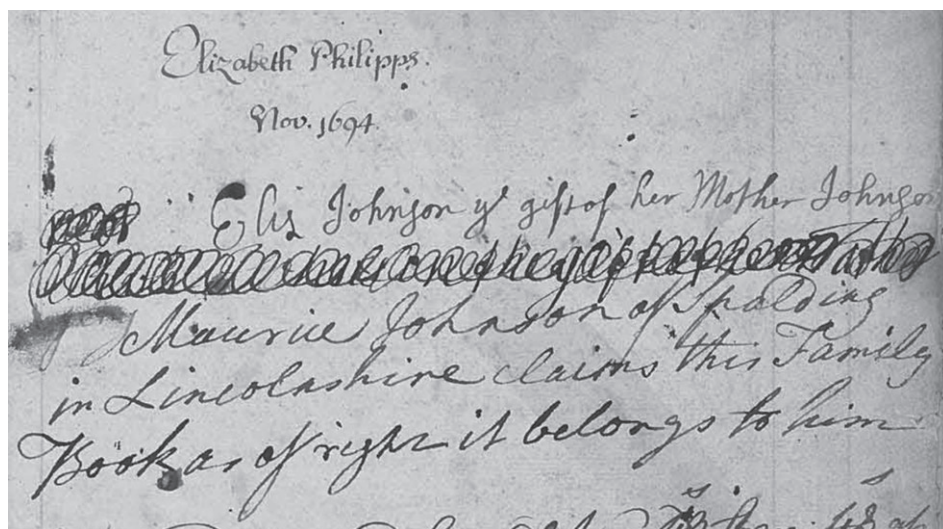 Elizabeth Philipps.
Nov. 1694.
Eliz Johnson ye gift of her Mother Johnson
Maurice Johnson of Spalding
in Lincolnshire claims this Family
Book as of right it belongs to him